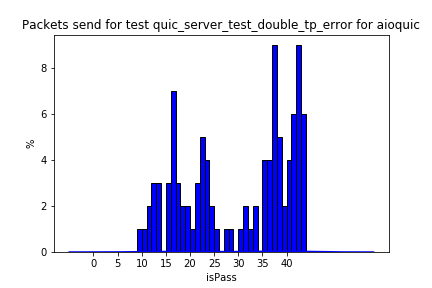 Packets send for test quic_server_test_double_tp_error for aioquic
8
6
4
2
0
%
0 5 10 15 20 25 30 35 40
isPass